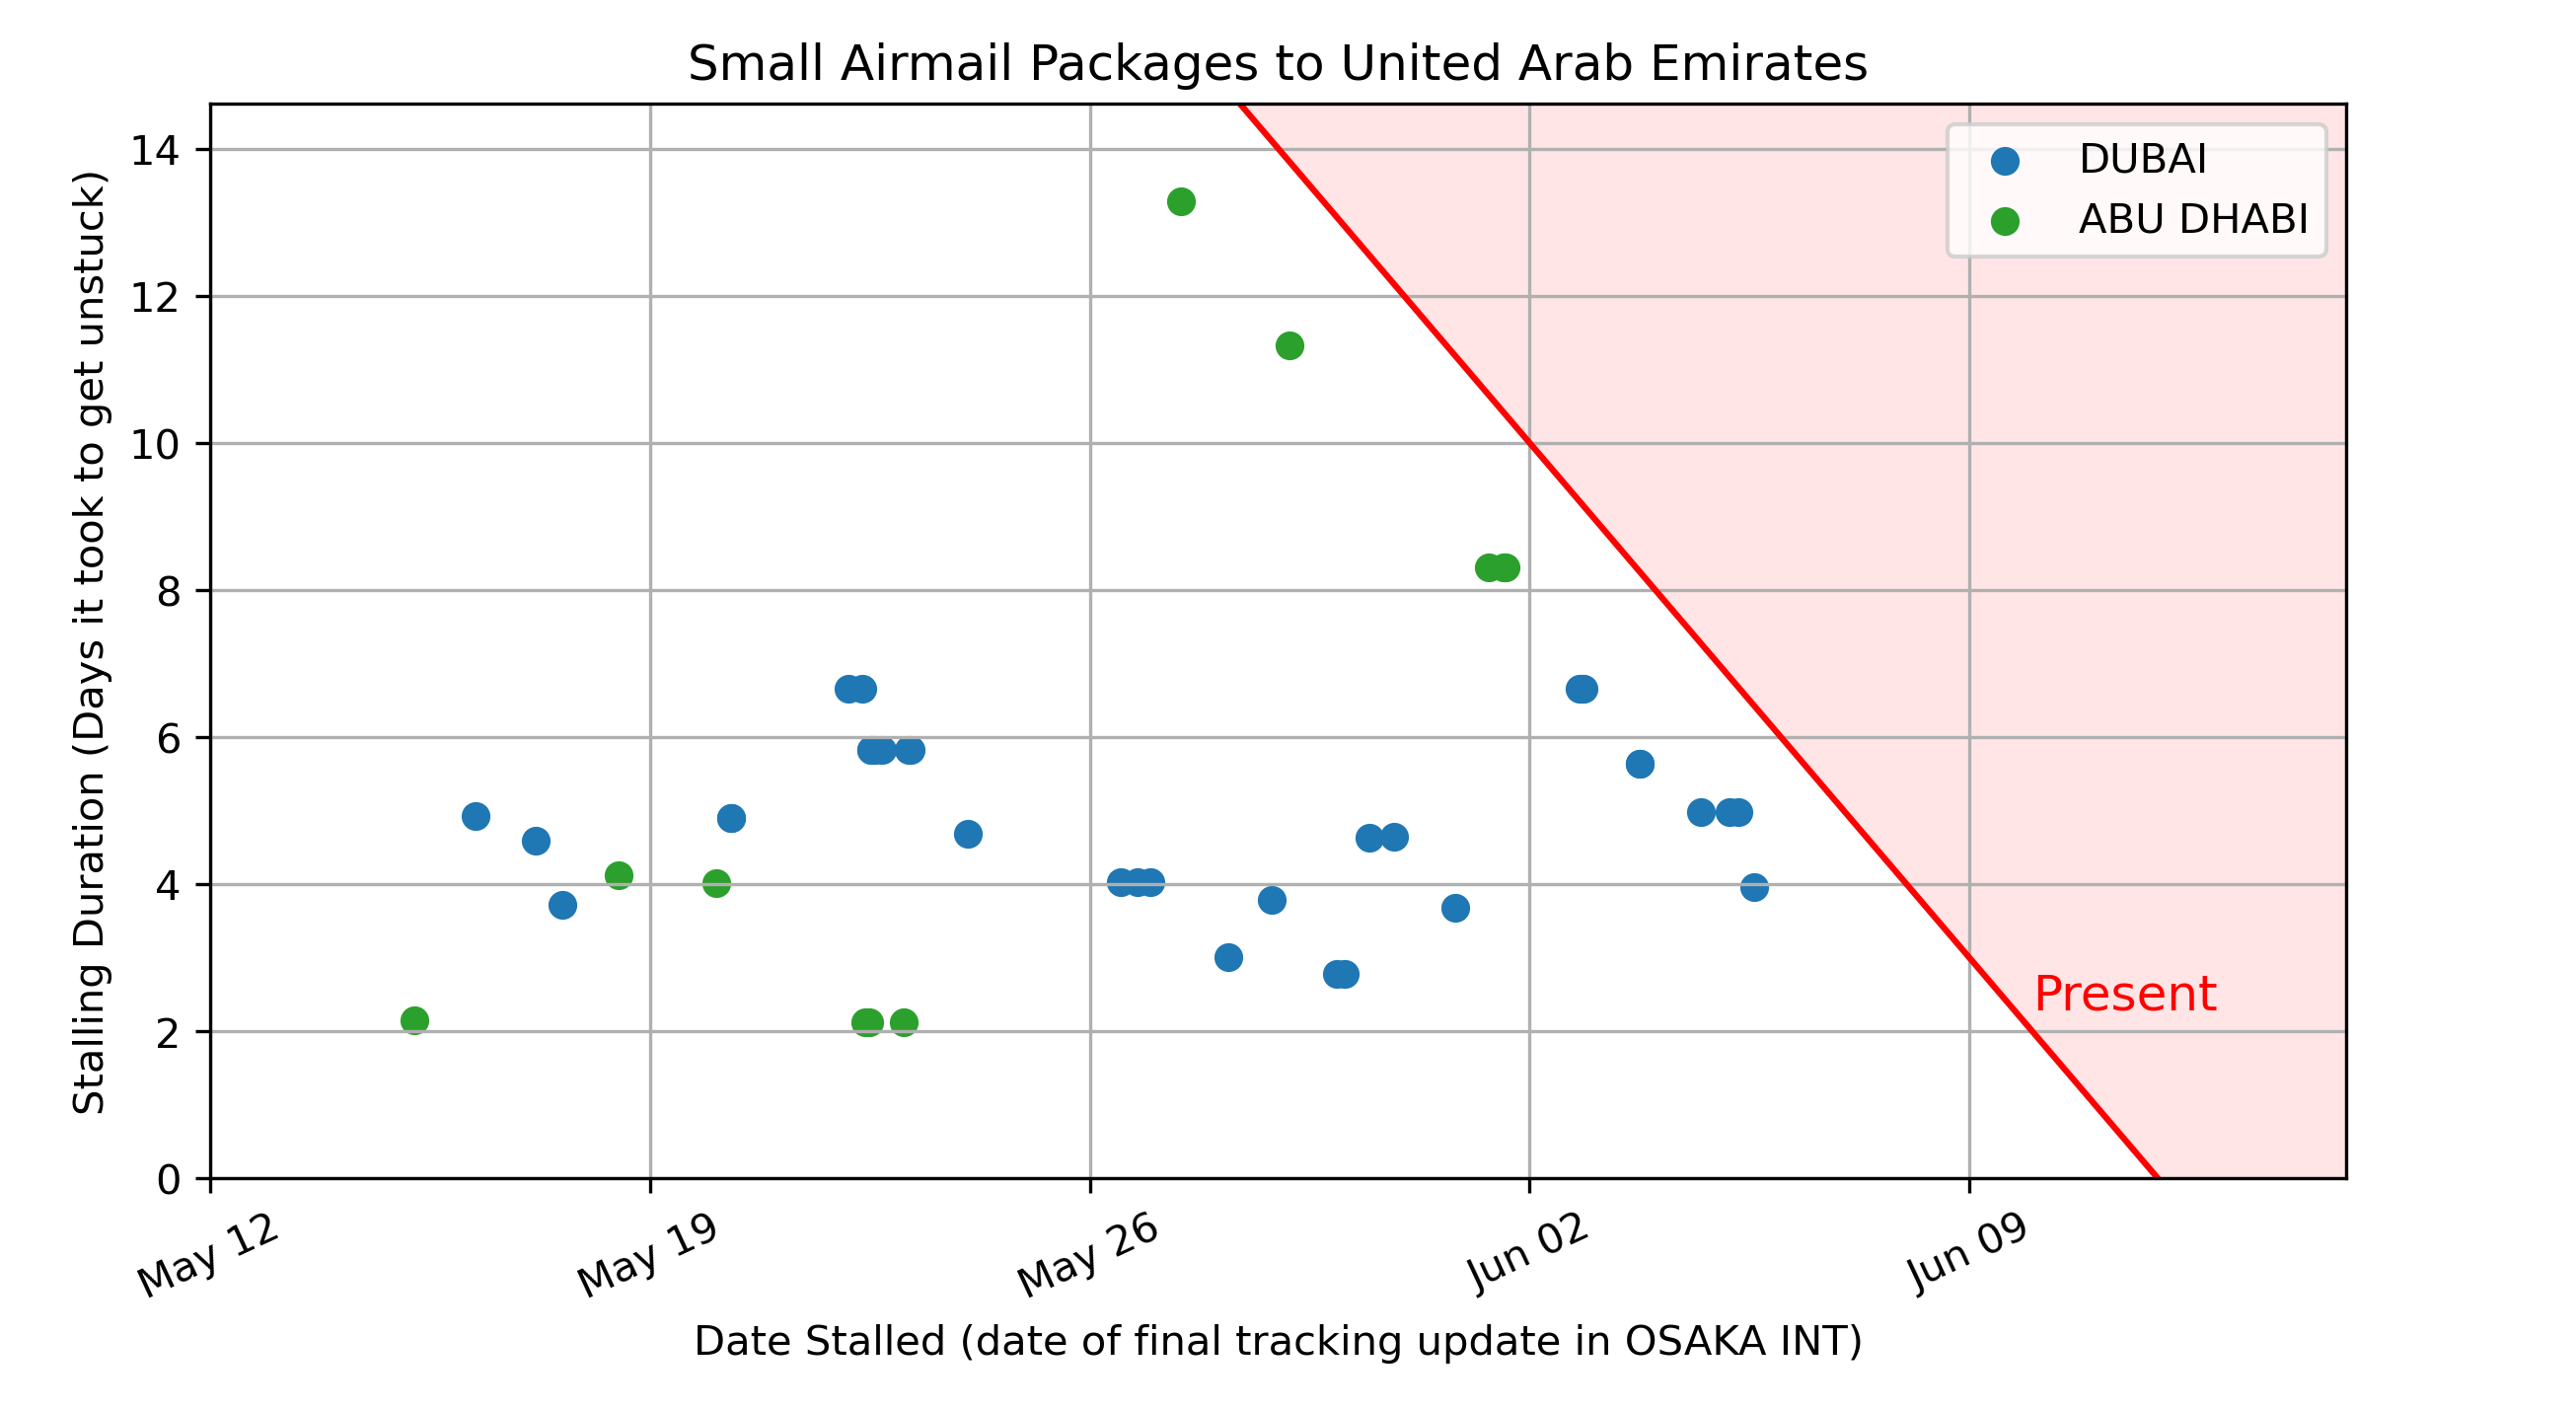 Small Airmail Packages to United Arab Emirates
Stalling Duration (Days it took to get unstuck)
14
12
10
8
6
4
2
0
DUBAI
ABU DHABI
Present
May 12
May 19
May 26
Jun 02
Jun 09
Date Stalled (date of final tracking update in OSAKA INT)